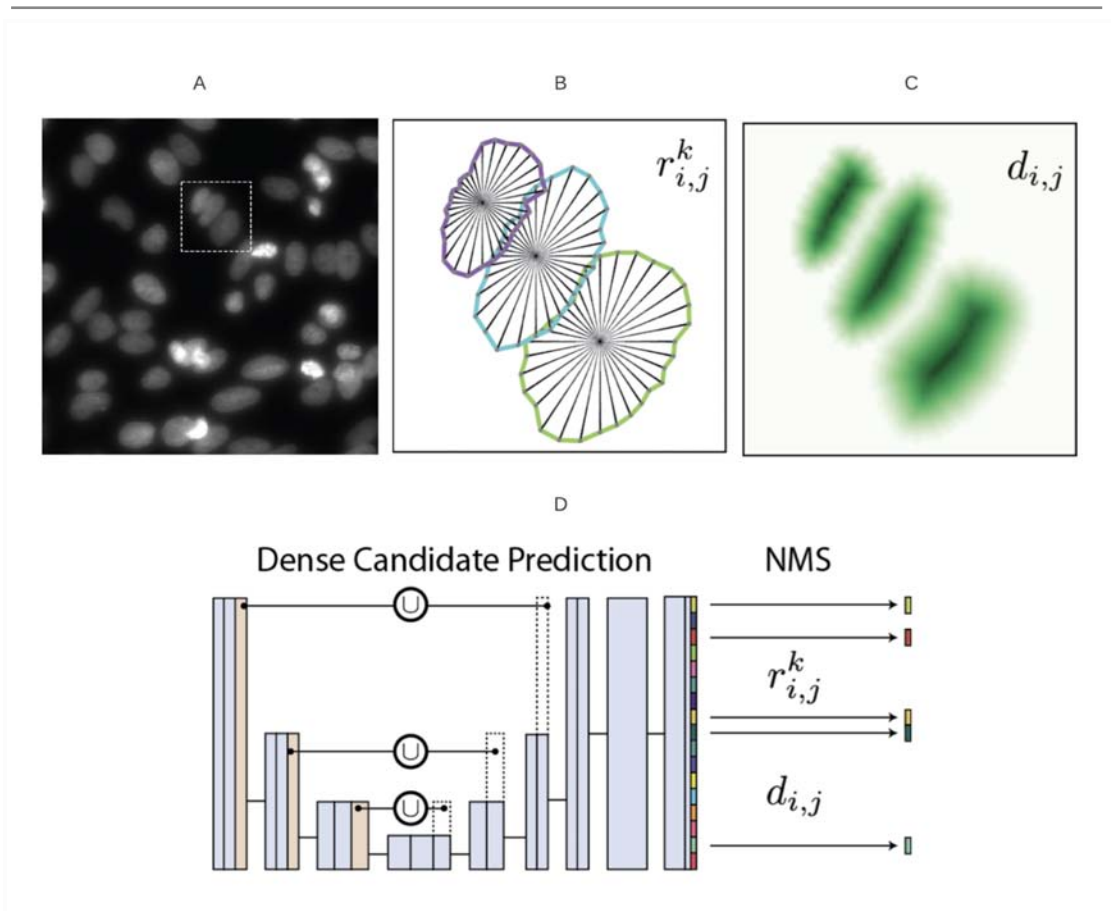 A
B
C
r^k_{i,j}
d_{i,j}
D
Dense Candidate Prediction
NMS
U
U
U
r^k_{i,j}
d_{i,j}